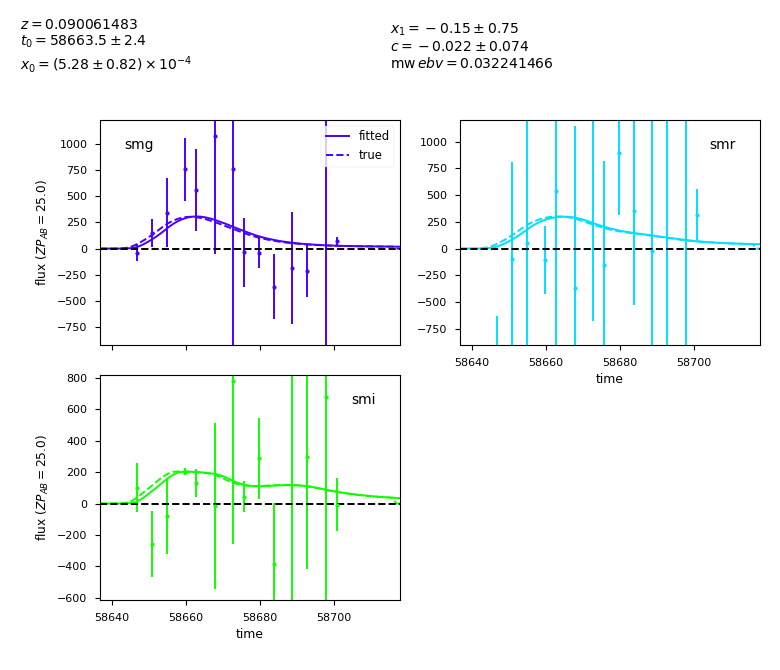 z = 0.090061483
t₀ = 58663.5 ± 2.4
x₀ = (5.28 ± 0.82) × 10⁻⁴
x₁ = −0.15 ± 0.75
c = −0.022 ± 0.074
mw ebv = 0.032241466
smg
fitted
true
1000
750
500
250
0
−250
−500
−750
flux (ZP_AB = 25.0)
smr
1000
750
500
250
0
−250
−500
−750
58640 58660 58680 58700
time
smi
800
600
400
200
0
−200
−400
−600
flux (ZP_AB = 25.0)
58640 58660 58680 58700
time